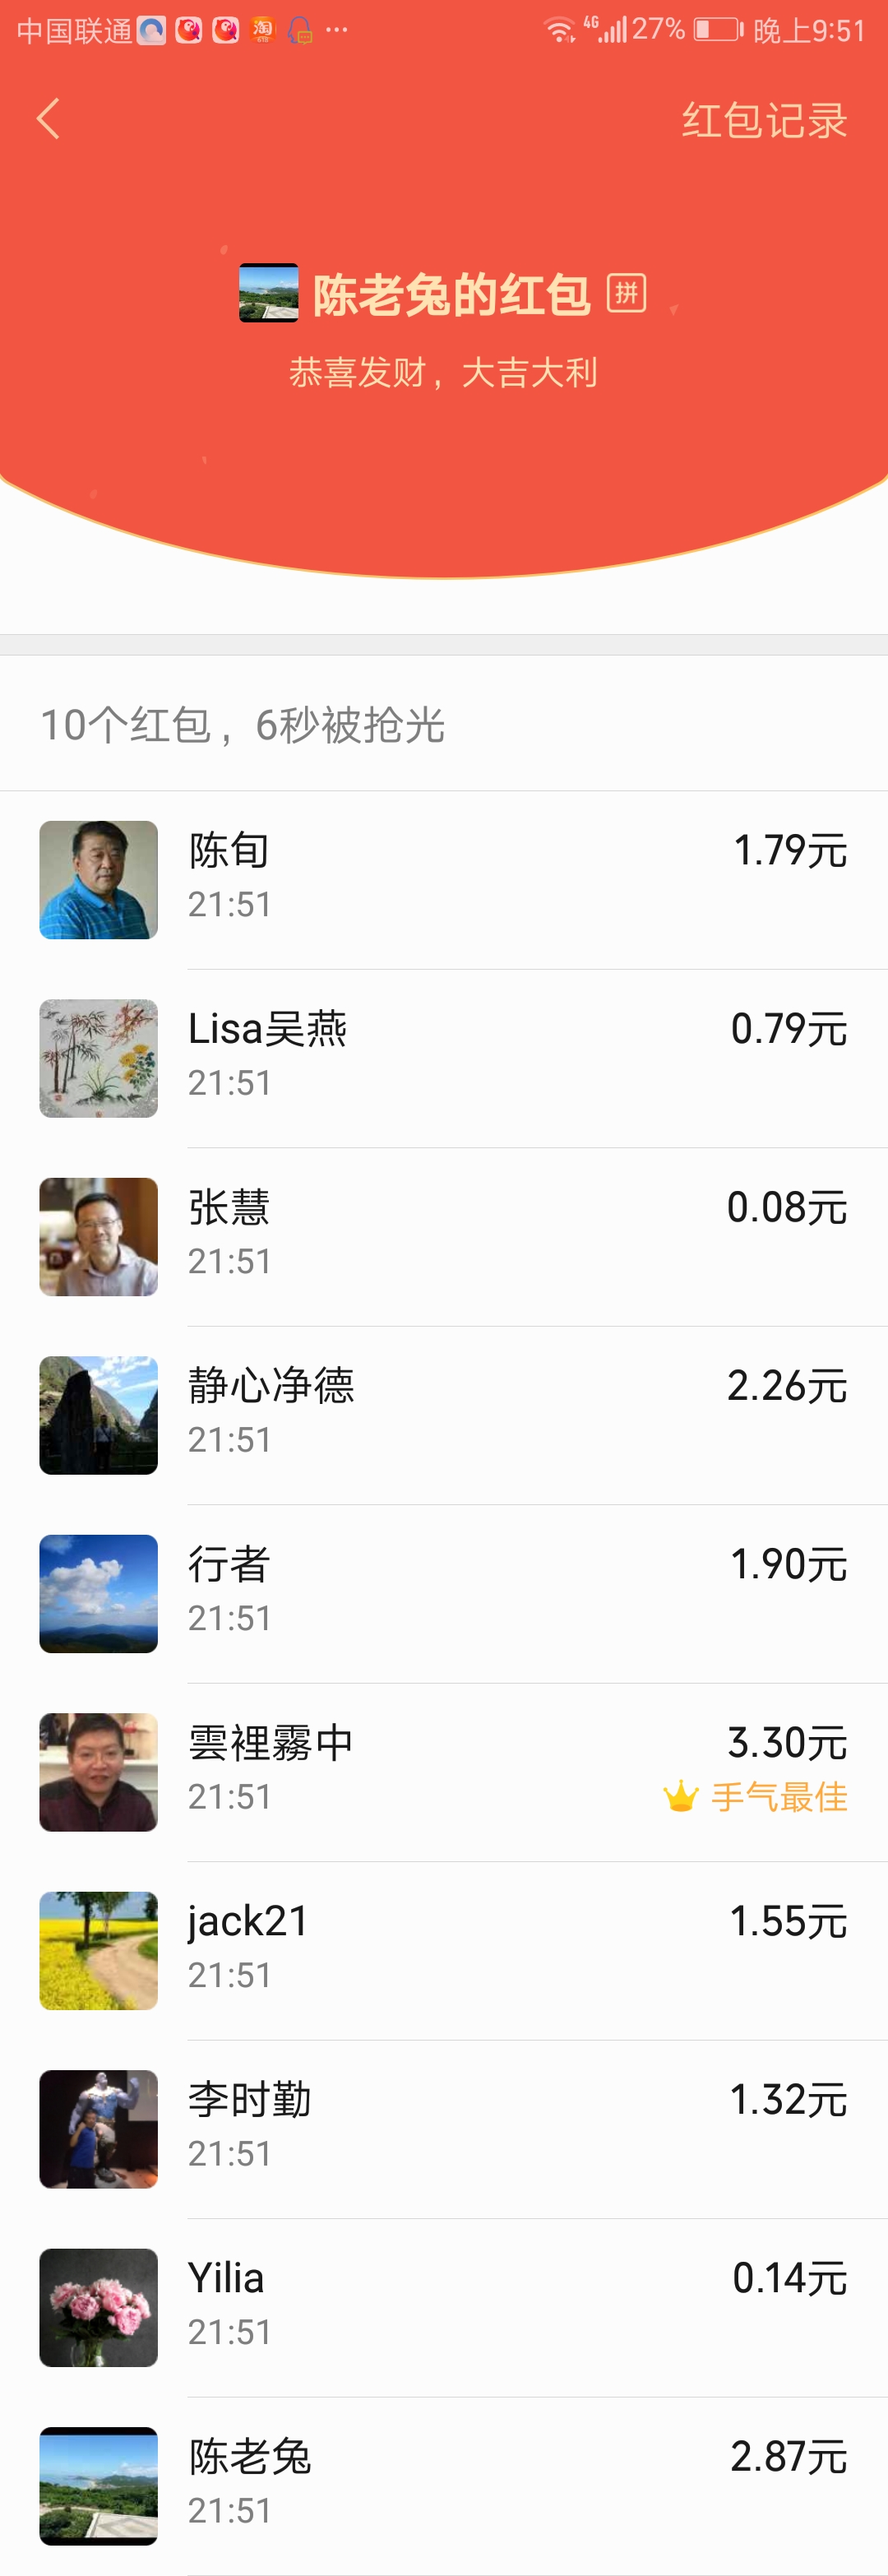 中国联通 淘 ... 4G 27% 晚上9:51
红包记录
陈老兔的红包 拼
恭喜发财，大吉大利
10个红包，6秒被抢光
陈旬 1.79元
21:51
Lisa吴燕 0.79元
21:51
张慧 0.08元
21:51
静心净德 2.26元
21:51
行者 1.90元
21:51
雲裡霧中 3.30元
21:51 手气最佳
jack21 1.55元
21:51
李时勤 1.32元
21:51
Yilia 0.14元
21:51
陈老兔 2.87元
21:51